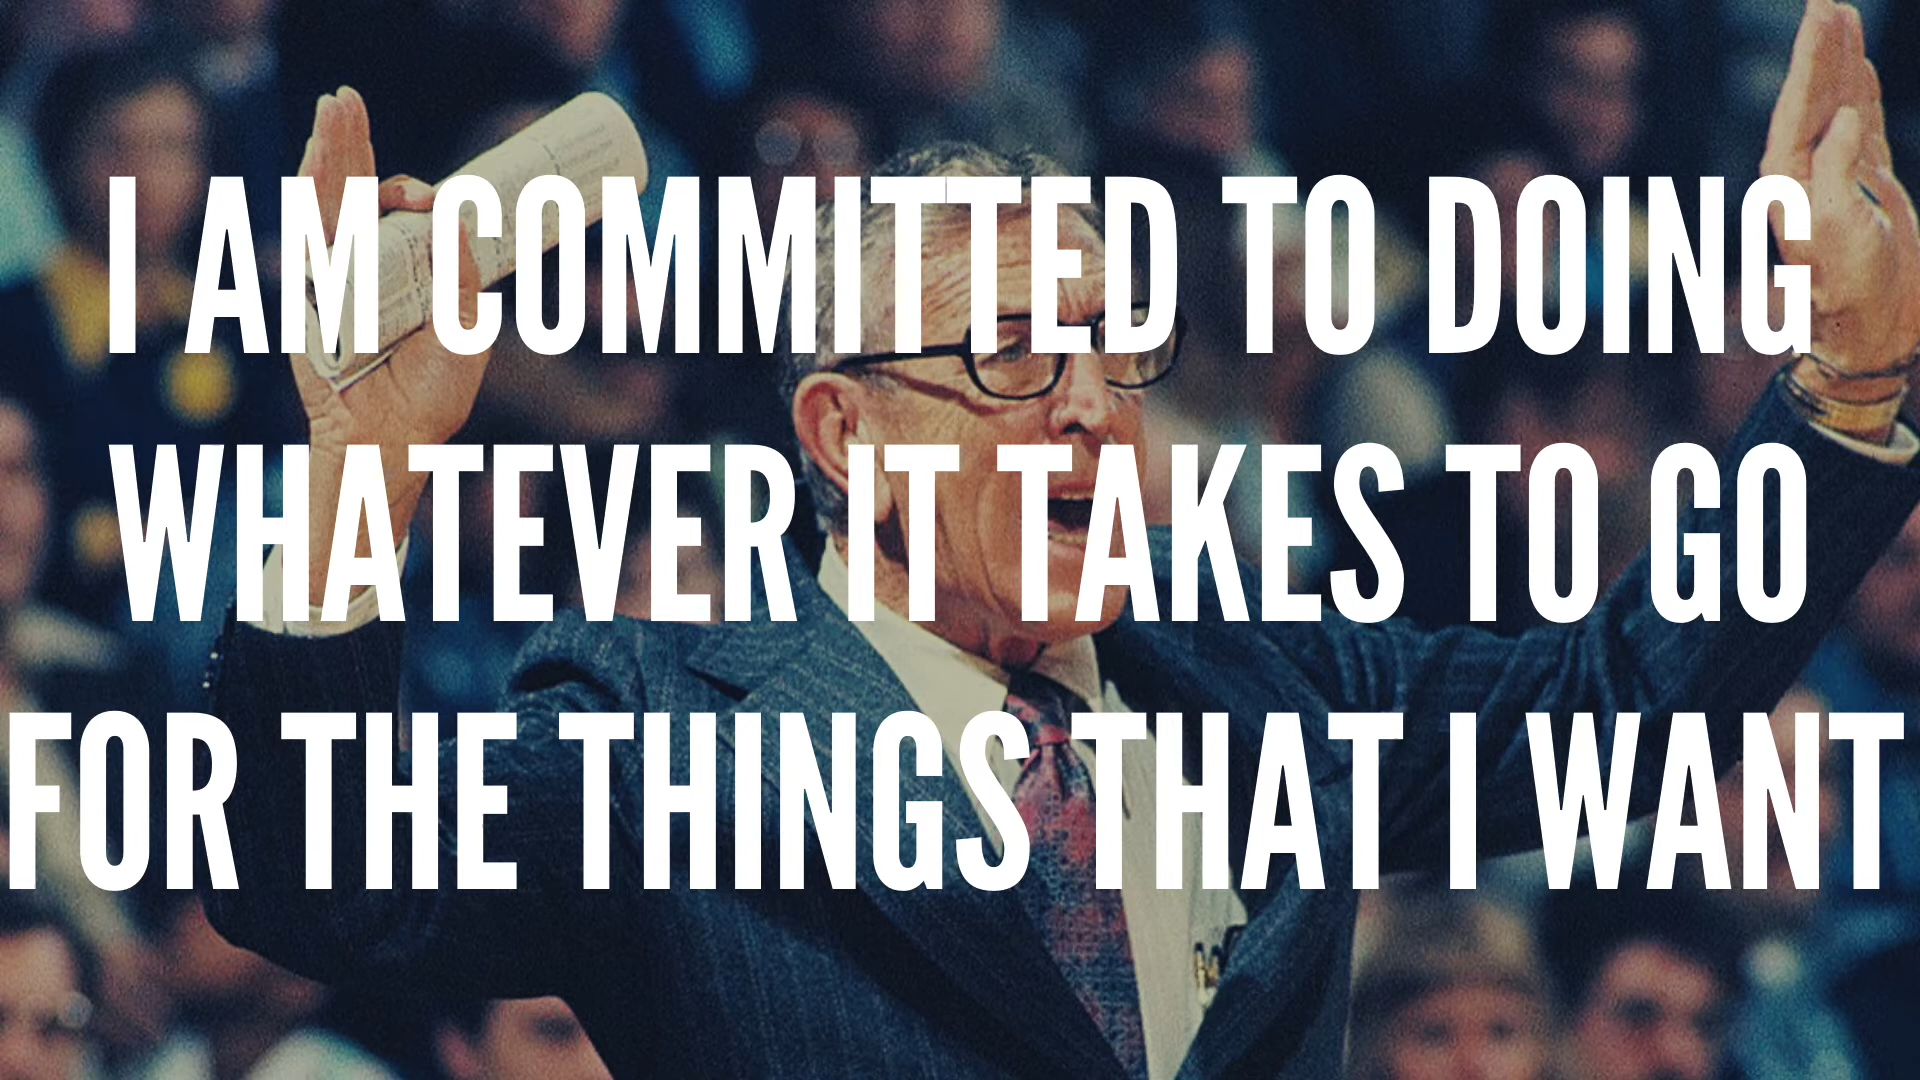 I AM COMMITTED TO DOING
WHATEVER IT TAKES TO GO
FOR THE THINGS THAT I WANT